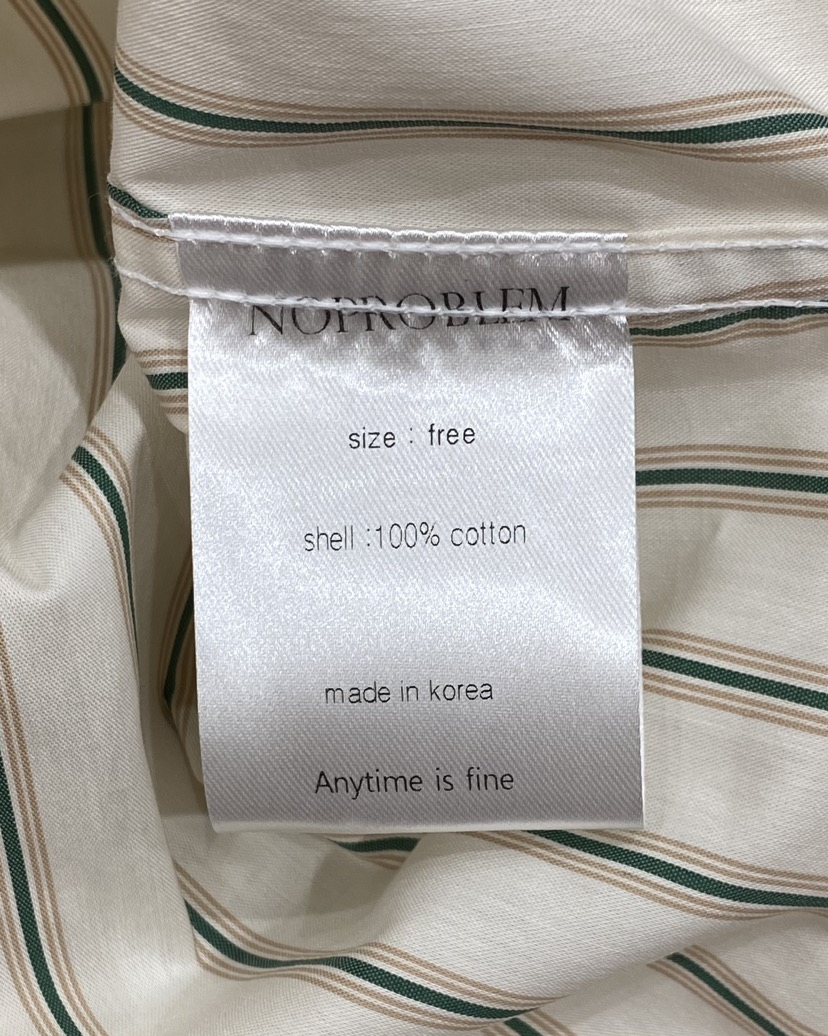 NOPROBLEM
size : free
shell :100% cotton
made in korea
Anytime is fine